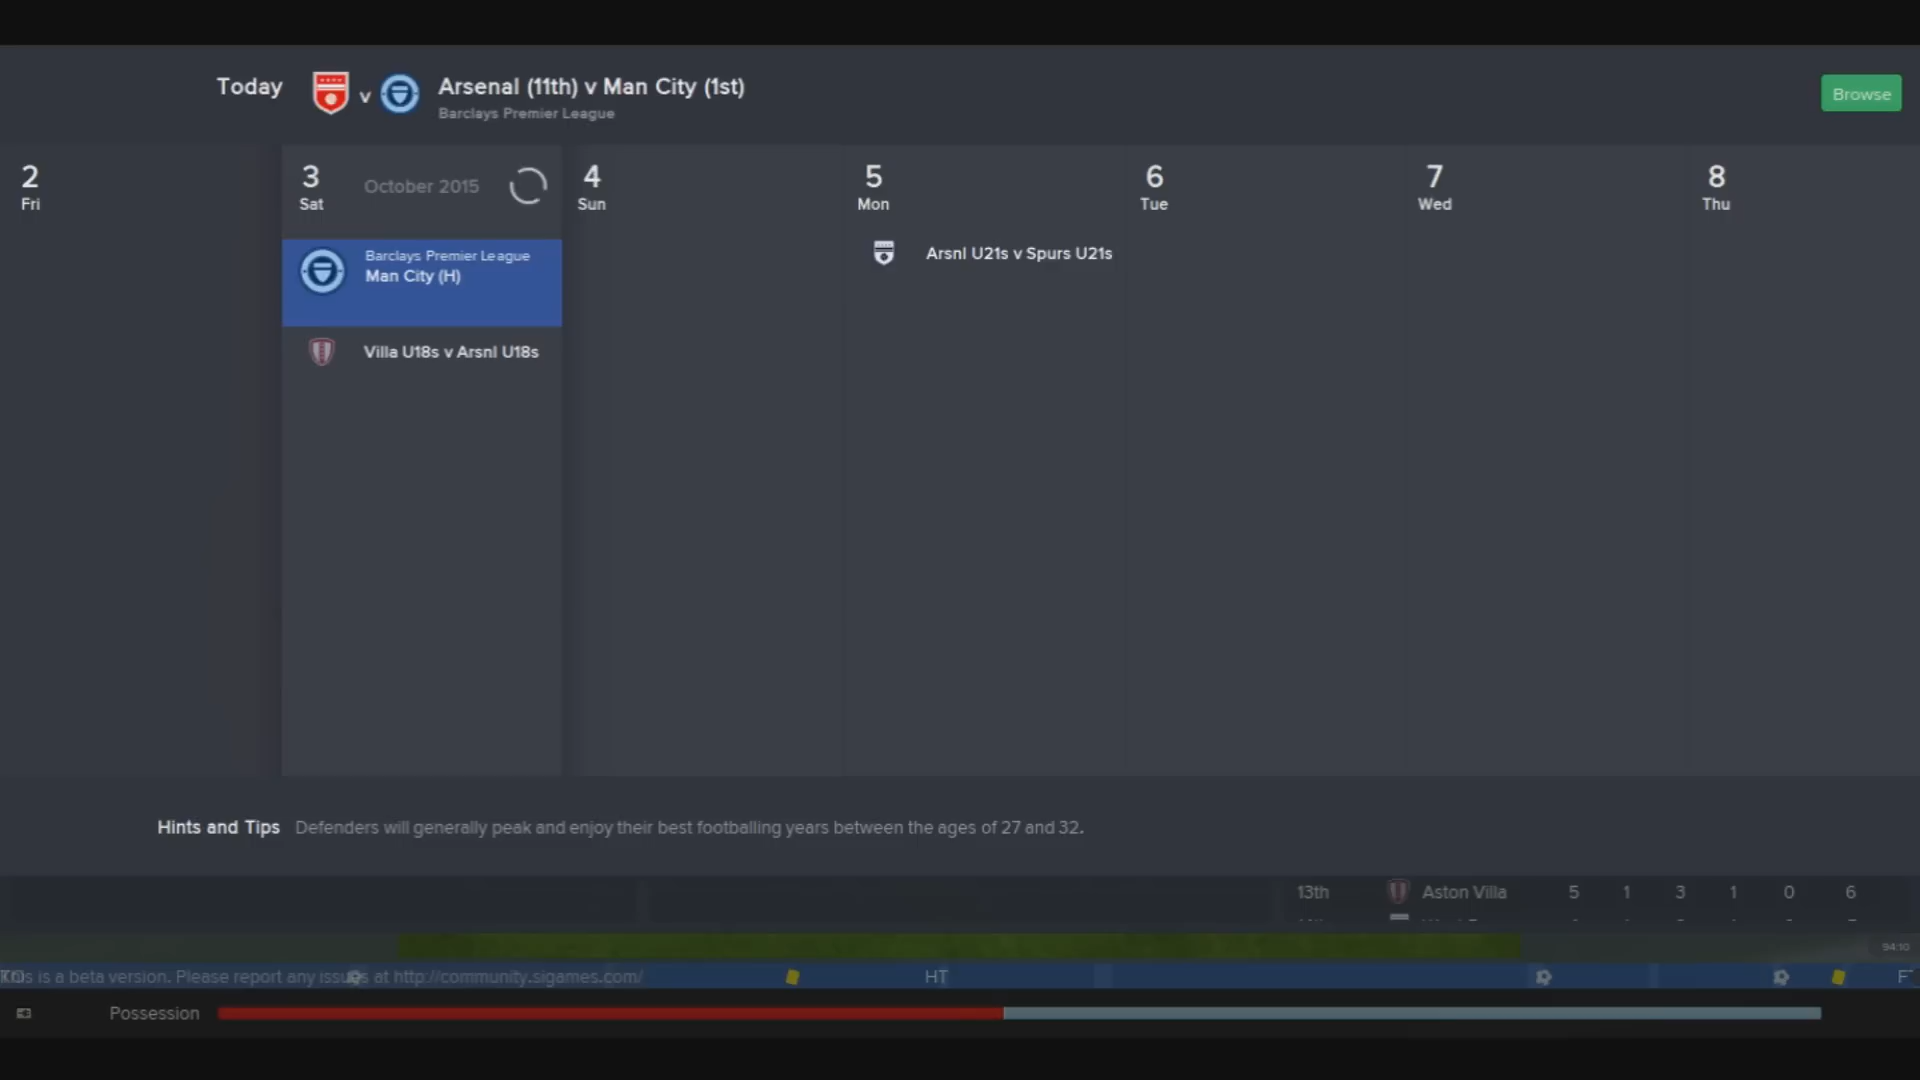 Today
v
Arsenal (11th) v Man City (1st)
Barclays Premier League
Browse
2
Fri
3
Sat
October 2015
4
Sun
5
Mon
6
Tue
7
Wed
8
Thu
Barclays Premier League
Man City (H)
Villa U18s v Arsnl U18s
Arsnl U21s v Spurs U21s
Hints and Tips Defenders will generally peak and enjoy their best footballing years between the ages of 27 and 32.
13th Aston Villa 5 1 3 1 0 6
94:10
is a beta version. Please report any issues at http://community.sigames.com/
HT
Possession